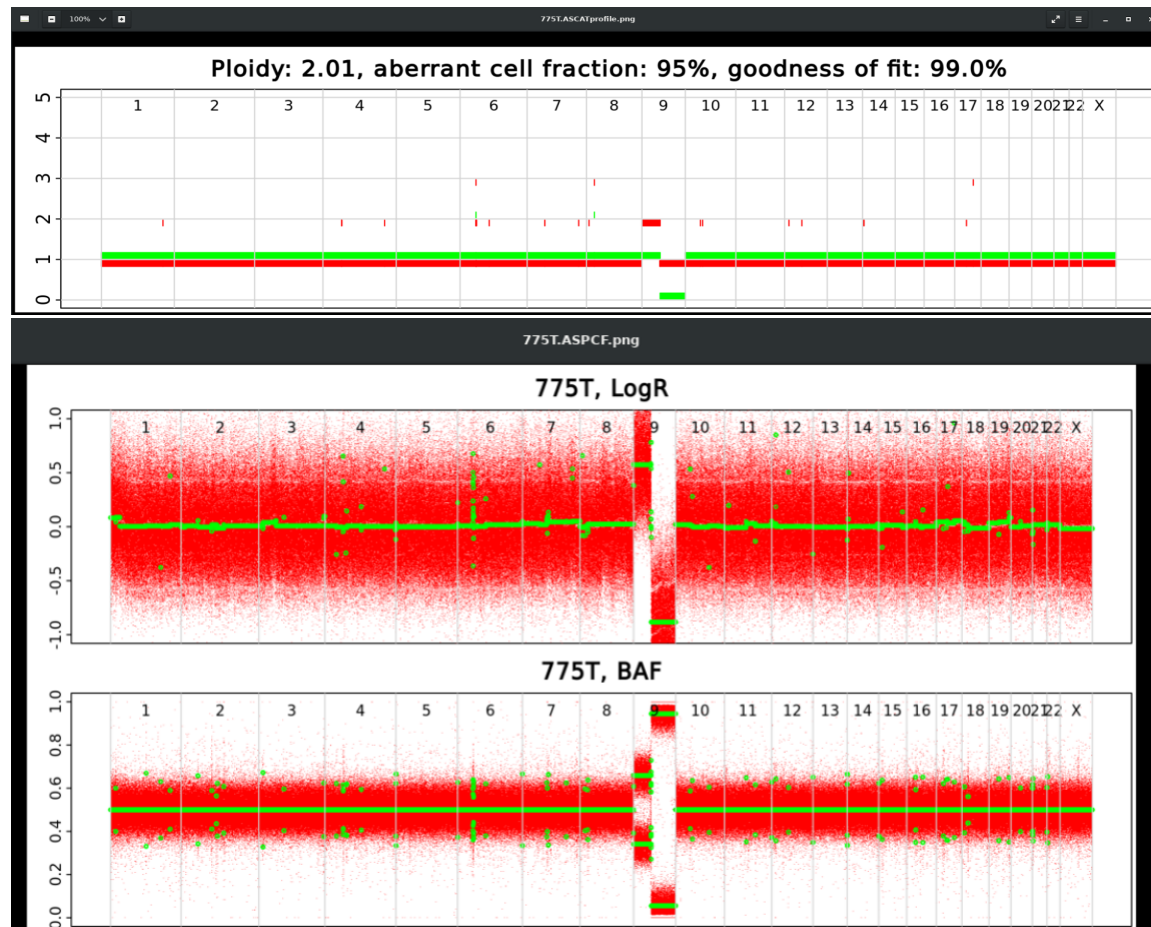 100% 775T.ASCATprofile.png
Ploidy: 2.01, aberrant cell fraction: 95%, goodness of fit: 99.0%
1 2 3 4 5 6 7 8 9 10 11 12 13 14 15 16 17 18 19 20 21 22 X
5
4
3
2
1
0
775T.ASPCF.png
775T, LogR
1 2 3 4 5 6 7 8 9 10 11 12 13 14 15 16 17 18 19 20 21 22 X
1.0
0.5
0.0
-0.5
-1.0
775T, BAF
1 2 3 4 5 6 7 8 9 10 11 12 13 14 15 16 17 18 19 20 21 22 X
1.0
0.8
0.6
0.4
0.2
0.0